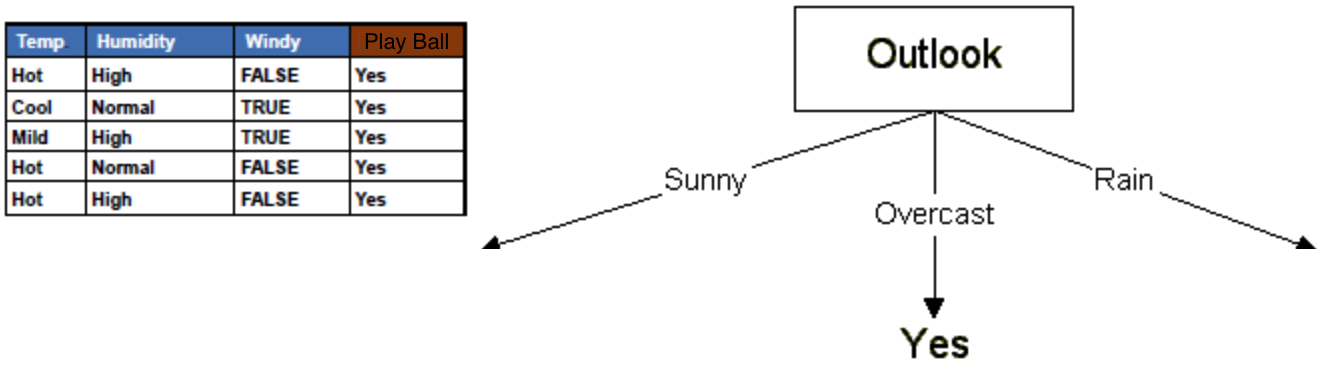 Temp. Humidity Windy Play Ball
Hot High FALSE Yes
Cool Normal TRUE Yes
Mild High TRUE Yes
Hot Normal FALSE Yes
Hot High FALSE Yes
Outlook
Sunny
Overcast
Rain
Yes